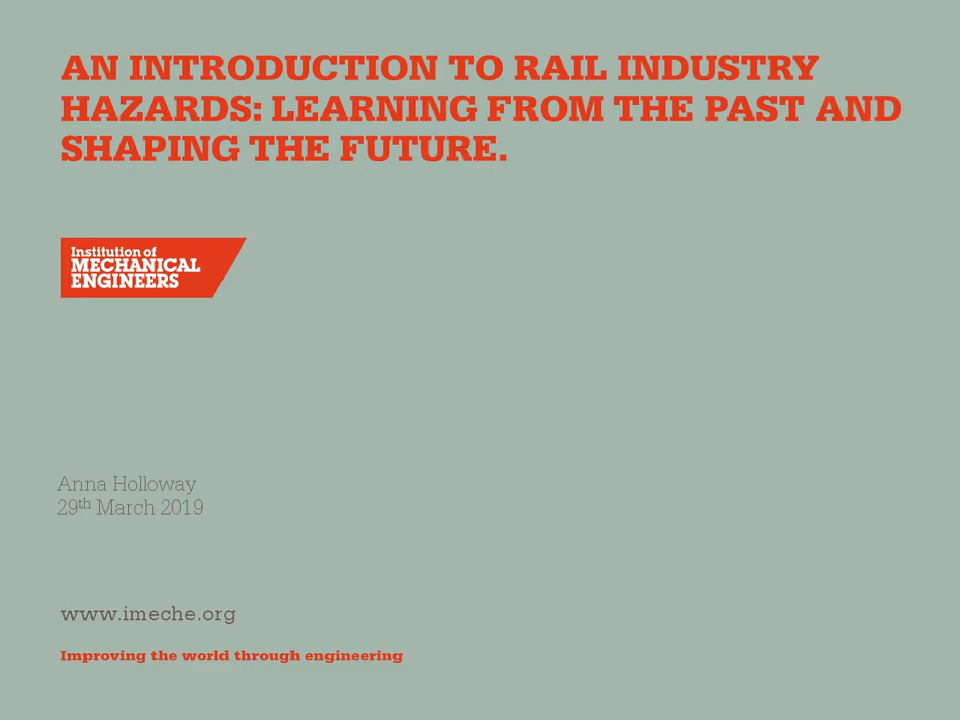 AN INTRODUCTION TO RAIL INDUSTRY
HAZARDS: LEARNING FROM THE PAST AND
SHAPING THE FUTURE.
Institution of
MECHANICAL
ENGINEERS
Anna Holloway
29th March 2019
www.imeche.org
Improving the world through engineering